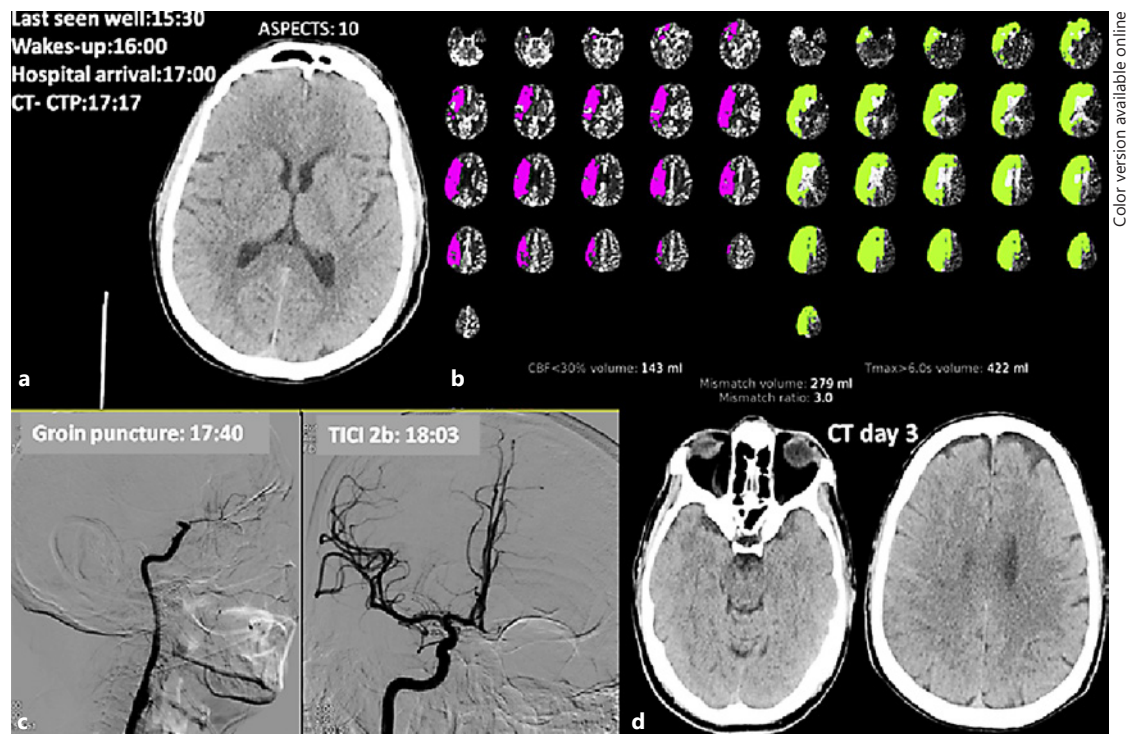 Last seen well:15:30
Wakes-up:16:00
Hospital arrival:17:00
CT- CTP:17:17
ASPECTS: 10
a
CBF<30% volume: 143 ml
Tmax>6.0s volume: 422 ml
Mismatch volume: 279 ml
Mismatch ratio: 3.0
b
Groin puncture: 17:40
TICI 2b: 18:03
c
CT day 3
d
Color version available online